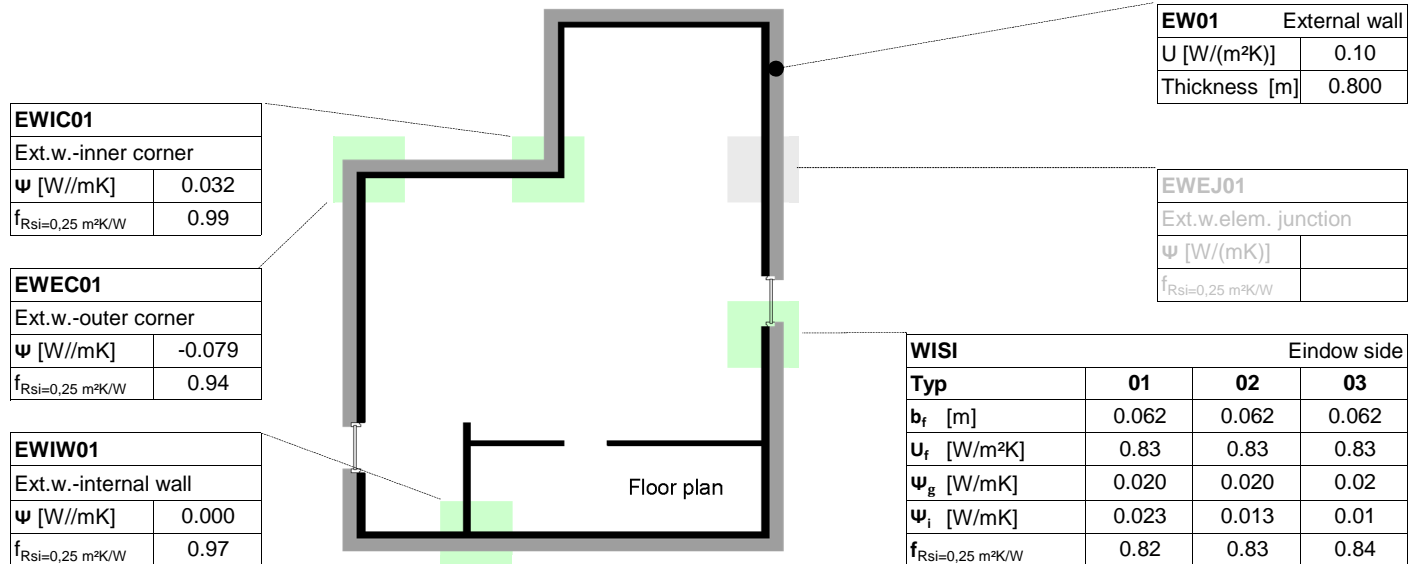 EW01 External wall
U [W/(m²K)] 0.10
Thickness [m] 0.800
EWIC01
Ext.w.-inner corner
Ψ [W//mK] 0.032
fRsi=0,25 m²K/W 0.99
EWEJ01
Ext.w.elem. junction
Ψ [W/(mK)]
fRsi=0,25 m²K/W
EWEC01
Ext.w.-outer corner
Ψ [W//mK] -0.079
fRsi=0,25 m²K/W 0.94
WISI Eindow side
Typ 01 02 03
bf [m] 0.062 0.062 0.062
Uf [W/m²K] 0.83 0.83 0.83
Ψg [W/mK] 0.020 0.020 0.02
Ψi [W/mK] 0.023 0.013 0.01
fRsi=0,25 m²K/W 0.82 0.83 0.84
EWIW01
Ext.w.-internal wall
Ψ [W//mK] 0.000
fRsi=0,25 m²K/W 0.97
Floor plan